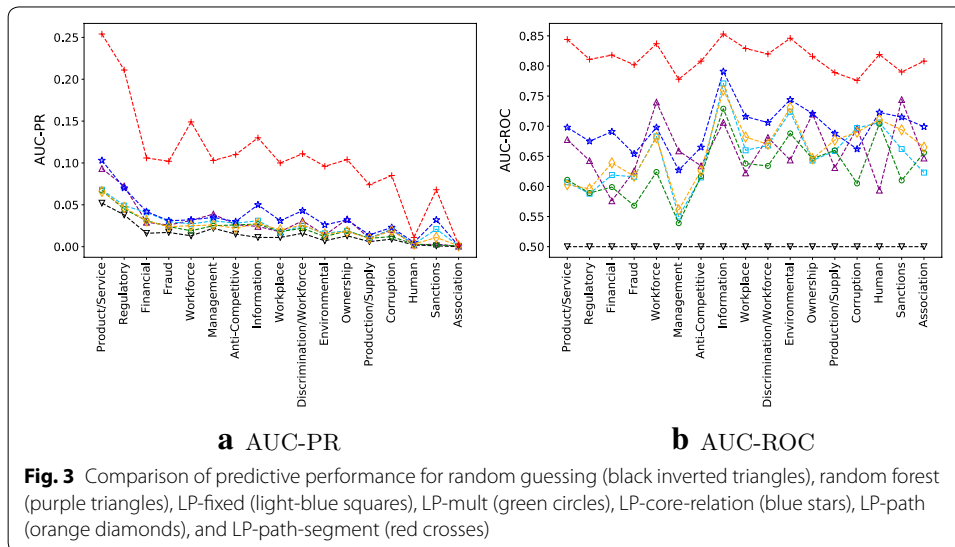 AUC-PR
0.25
0.20
0.15
0.10
0.05
0.00
Product/Service
Regulatory
Financial
Fraud
Workforce
Management
Anti-Competitive
Information
Workplace
Discrimination/Workforce
Environmental
Ownership
Production/Supply
Corruption
Human
Sanctions
Association
a AUC-PR
AUC-ROC
0.85
0.80
0.75
0.70
0.65
0.60
0.55
0.50
Product/Service
Regulatory
Financial
Fraud
Workforce
Management
Anti-Competitive
Information
Workplace
Discrimination/Workforce
Environmental
Ownership
Production/Supply
Corruption
Human
Sanctions
Association
b AUC-ROC
Fig. 3 Comparison of predictive performance for random guessing (black inverted triangles), random forest
(purple triangles), LP-fixed (light-blue squares), LP-mult (green circles), LP-core-relation (blue stars), LP-path
(orange diamonds), and LP-path-segment (red crosses)